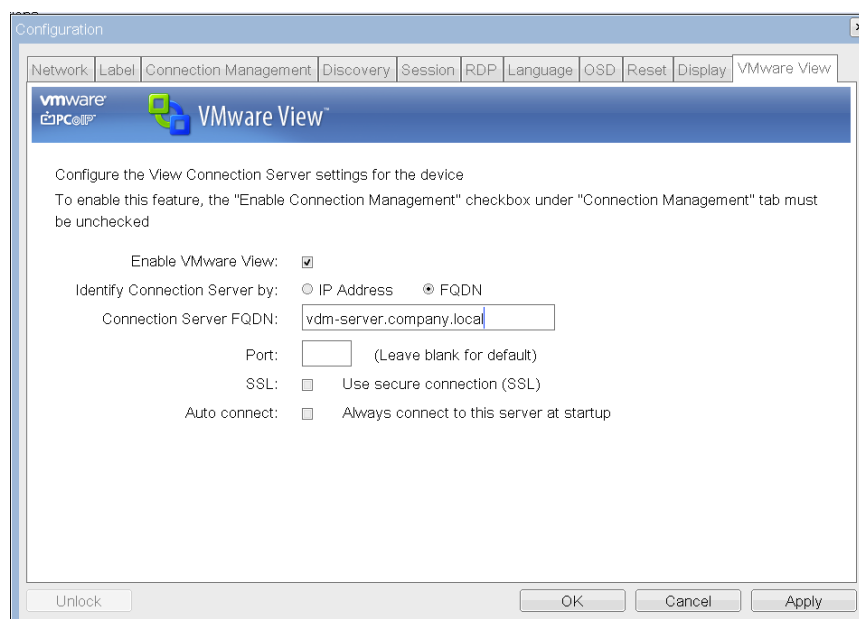 Configuration
Network Label Connection Management Discovery Session RDP Language OSD Reset Display VMware View
vmware
PCoIP
VMware View™
Configure the View Connection Server settings for the device
To enable this feature, the "Enable Connection Management" checkbox under "Connection Management" tab must
be unchecked
Enable VMware View:
Identify Connection Server by: IP Address FQDN
Connection Server FQDN: vdm-server.company.local
Port: (Leave blank for default)
SSL: Use secure connection (SSL)
Auto connect: Always connect to this server at startup
Unlock OK Cancel Apply